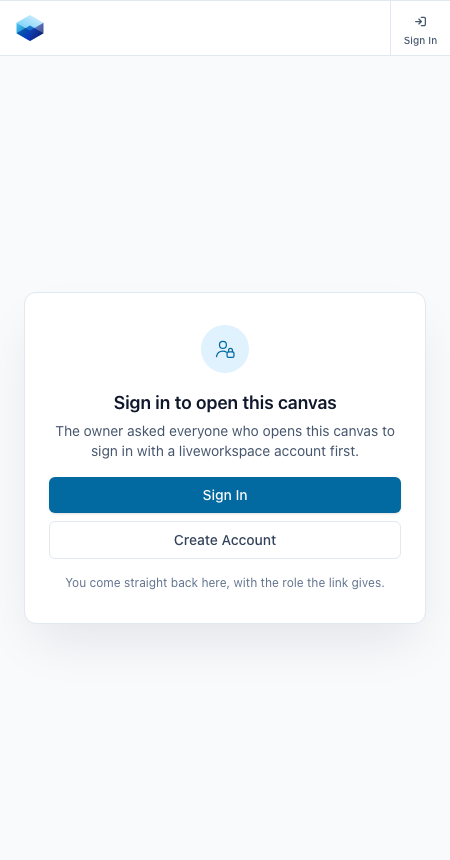 Sign In
Sign in to open this canvas
The owner asked everyone who opens this canvas to
sign in with a liveworkspace account first.
Sign In
Create Account
You come straight back here, with the role the link gives.